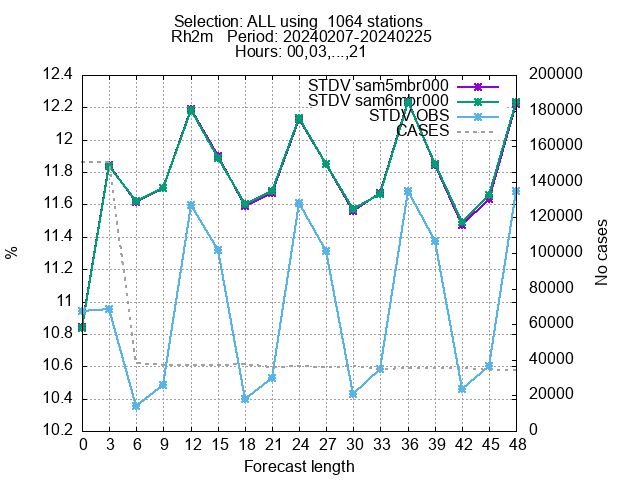 Selection: ALL using  1064 stations
Rh2m   Period: 20240207-20240225
Hours: 00,03,...,21
12.4
12.2
12
11.8
11.6
11.4
11.2
11
10.8
10.6
10.4
10.2
%
STDV sam5mbr000
STDV sam6mbr000
STDV OBS
CASES
200000
180000
160000
140000
120000
100000
80000
60000
40000
20000
0
No cases
0 3 6 9 12 15 18 21 24 27 30 33 36 39 42 45 48
Forecast length